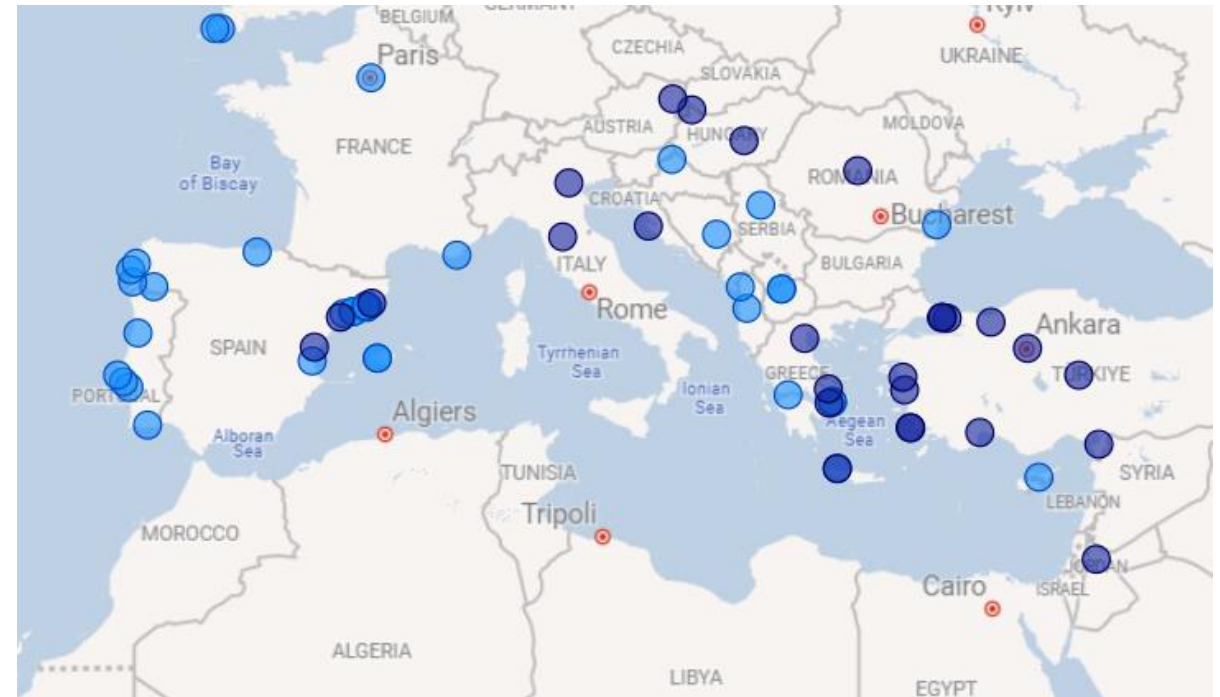 BELGIUM
Kyiv
Paris
CZECHIA
UKRAINE
SLOVAKIA
FRANCE
AUSTRIA
HUNGARY
MOLDOVA
Bay
of Biscay
ROMANIA
CROATIA
Bucharest
SERBIA
ITALY
BULGARIA
Rome
SPAIN
Ankara
Tyrrhenian
Sea
GREECE
TÜRKIYE
PORTUGAL
Ionian
Sea
Algiers
Aegean
Sea
Alboran
Sea
TUNISIA
SYRIA
LEBANON
Tripoli
MOROCCO
JORDAN
Cairo
ISRAEL
ALGERIA
LIBYA
EGYPT